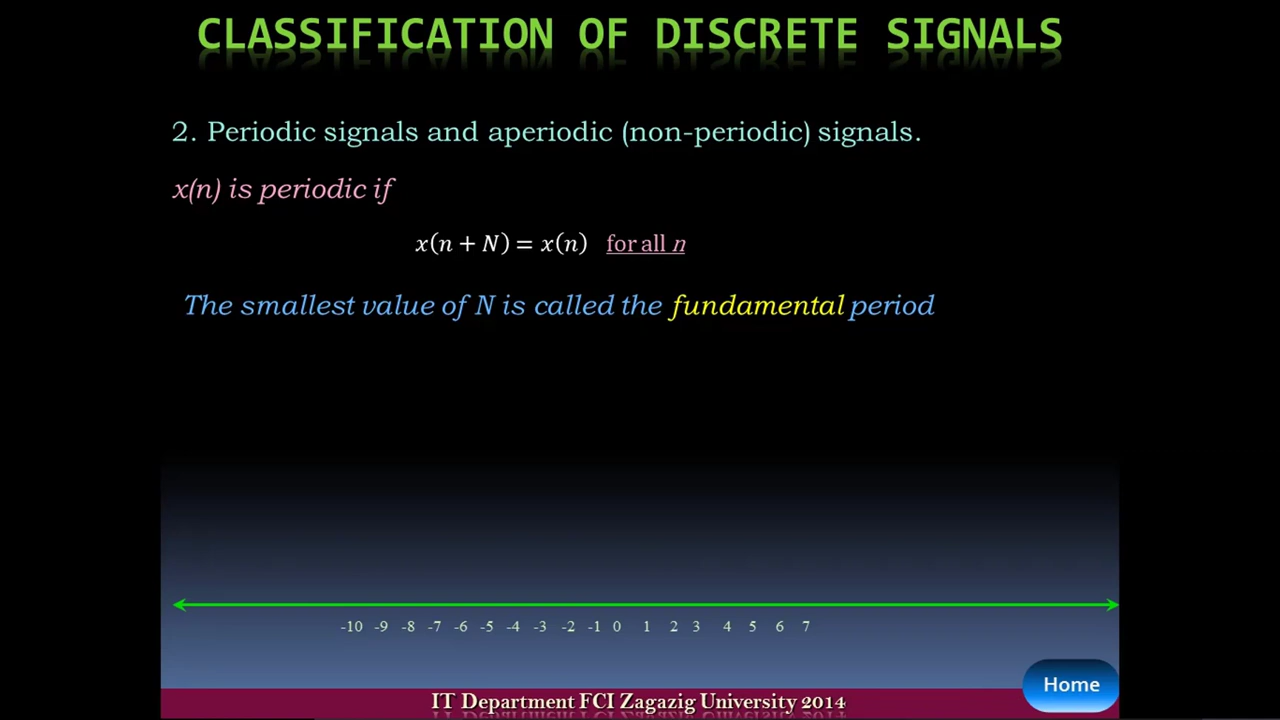 CLASSIFICATION OF DISCRETE SIGNALS
2. Periodic signals and aperiodic (non-periodic) signals.
x(n) is periodic if
x(n + N) = x(n) for all n
The smallest value of N is called the fundamental period
-10 -9 -8 -7 -6 -5 -4 -3 -2 -1 0 1 2 3 4 5 6 7
Home
IT Department FCI Zagazig University 2014